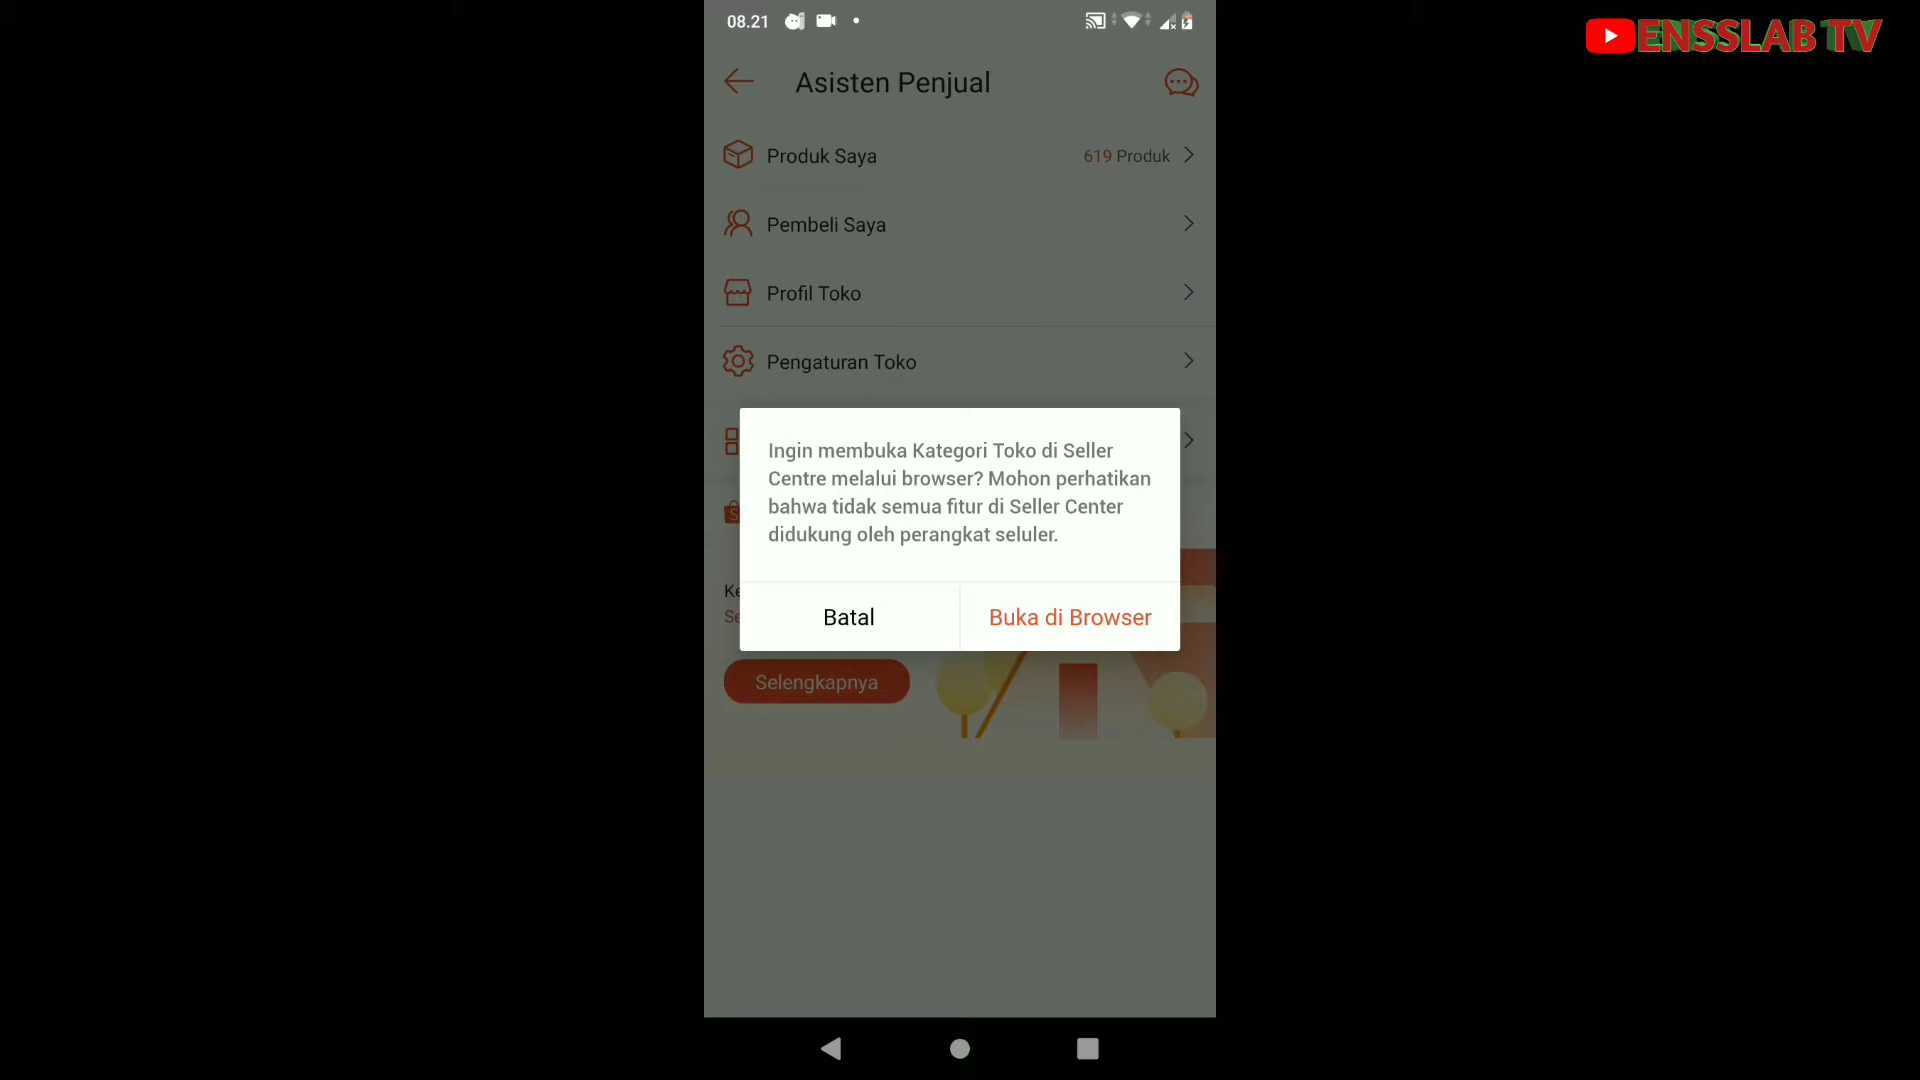 08.21
ENSSLAB TV
Asisten Penjual
Produk Saya
619 Produk
Pembeli Saya
Profil Toko
Pengaturan Toko
Ingin membuka Kategori Toko di Seller
Centre melalui browser? Mohon perhatikan
bahwa tidak semua fitur di Seller Center
didukung oleh perangkat seluler.
Ke
Se
Batal
Buka di Browser
Selengkapnya